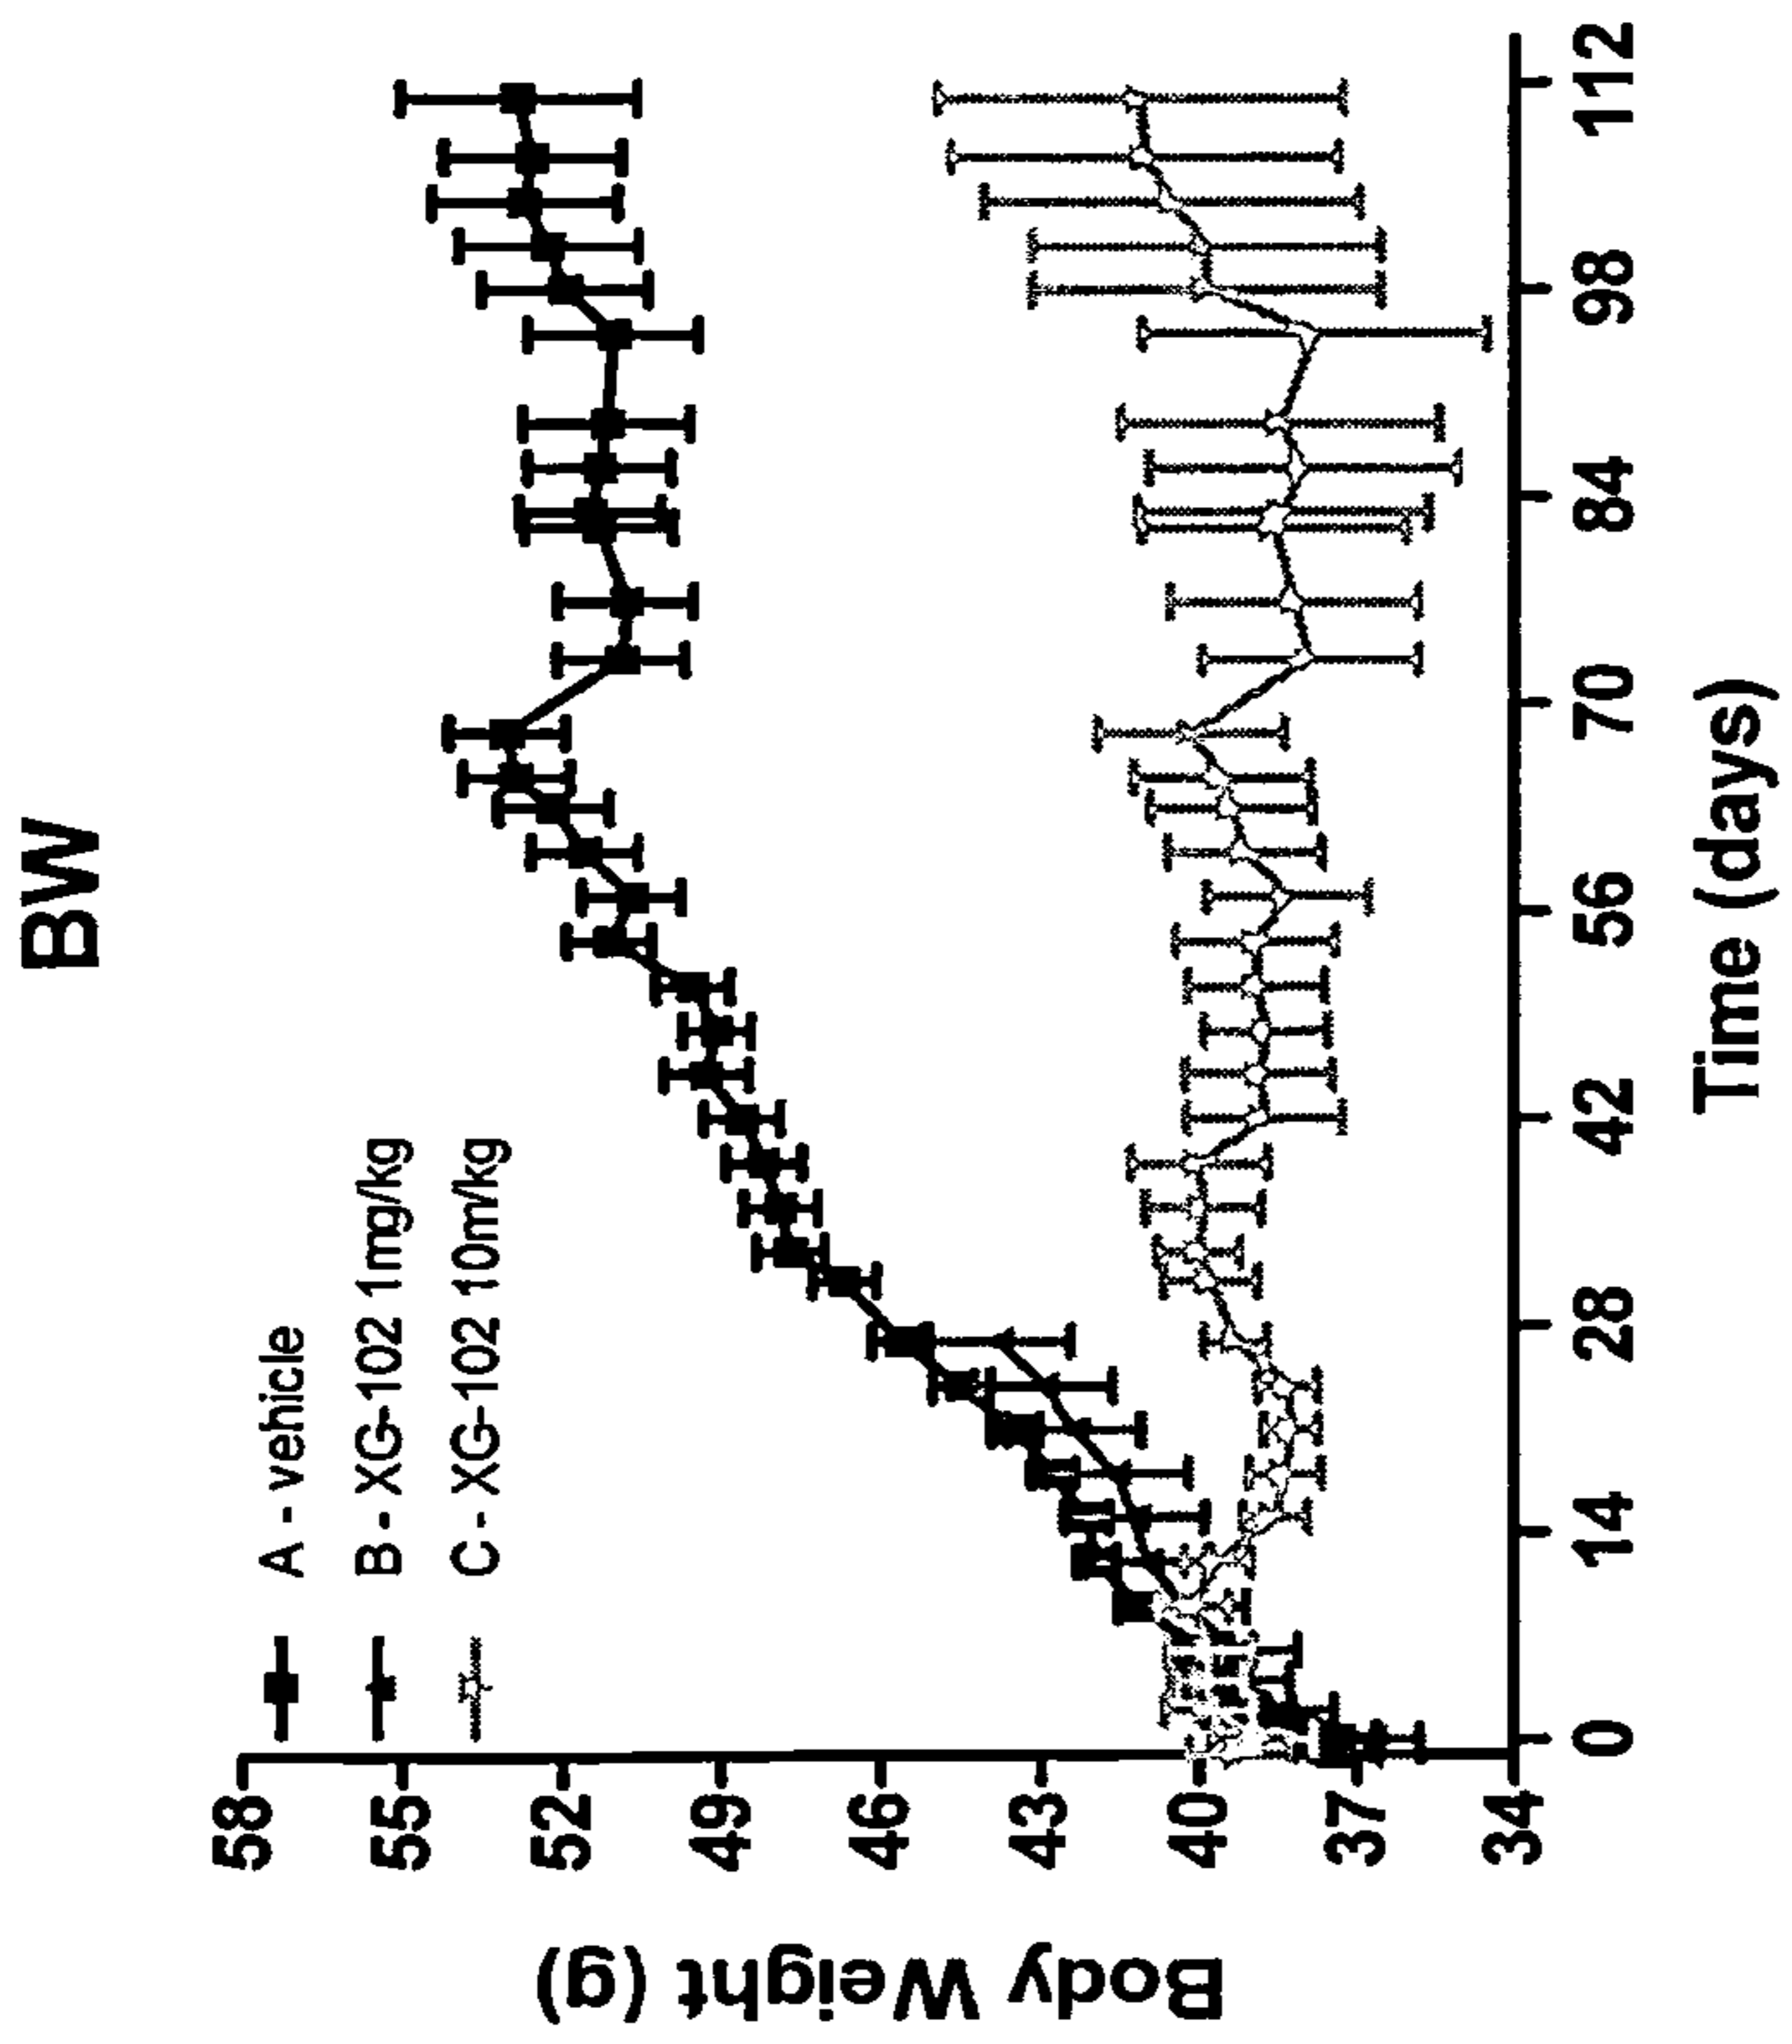 BW
A - vehicle
B - XG-102 1mg/kg
C - XG-102 10m/kg
Body Weight (g)
58
55
52
49
46
43
40
37
34
0 14 28 42 56 70 84 98 112
Time (days)